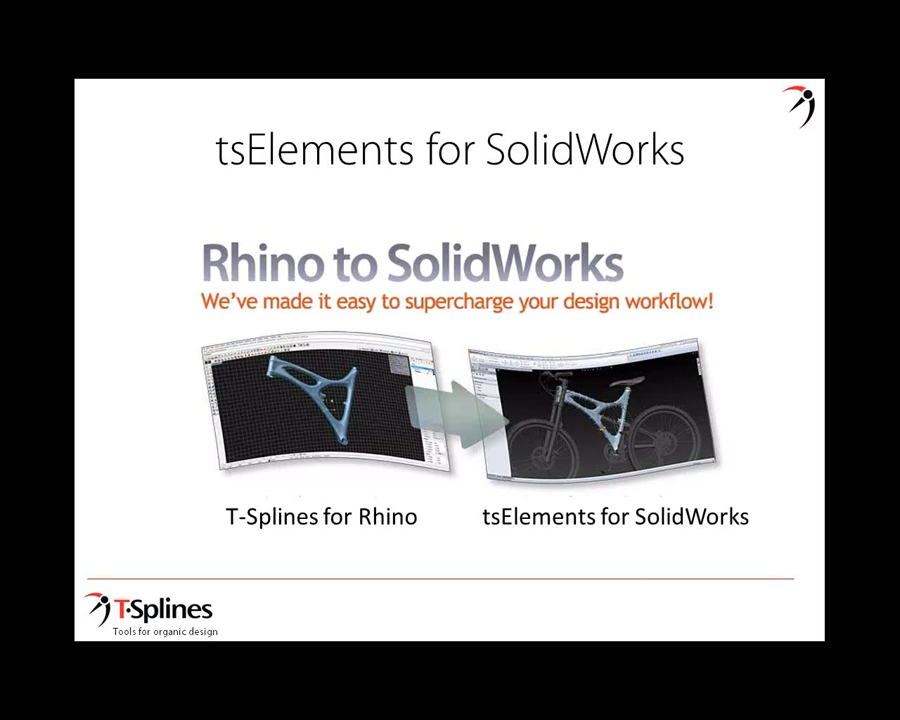 tsElements for SolidWorks
Rhino to SolidWorks
We've made it easy to supercharge your design workflow!
T-Splines for Rhino
tsElements for SolidWorks
T-Splines
Tools for organic design